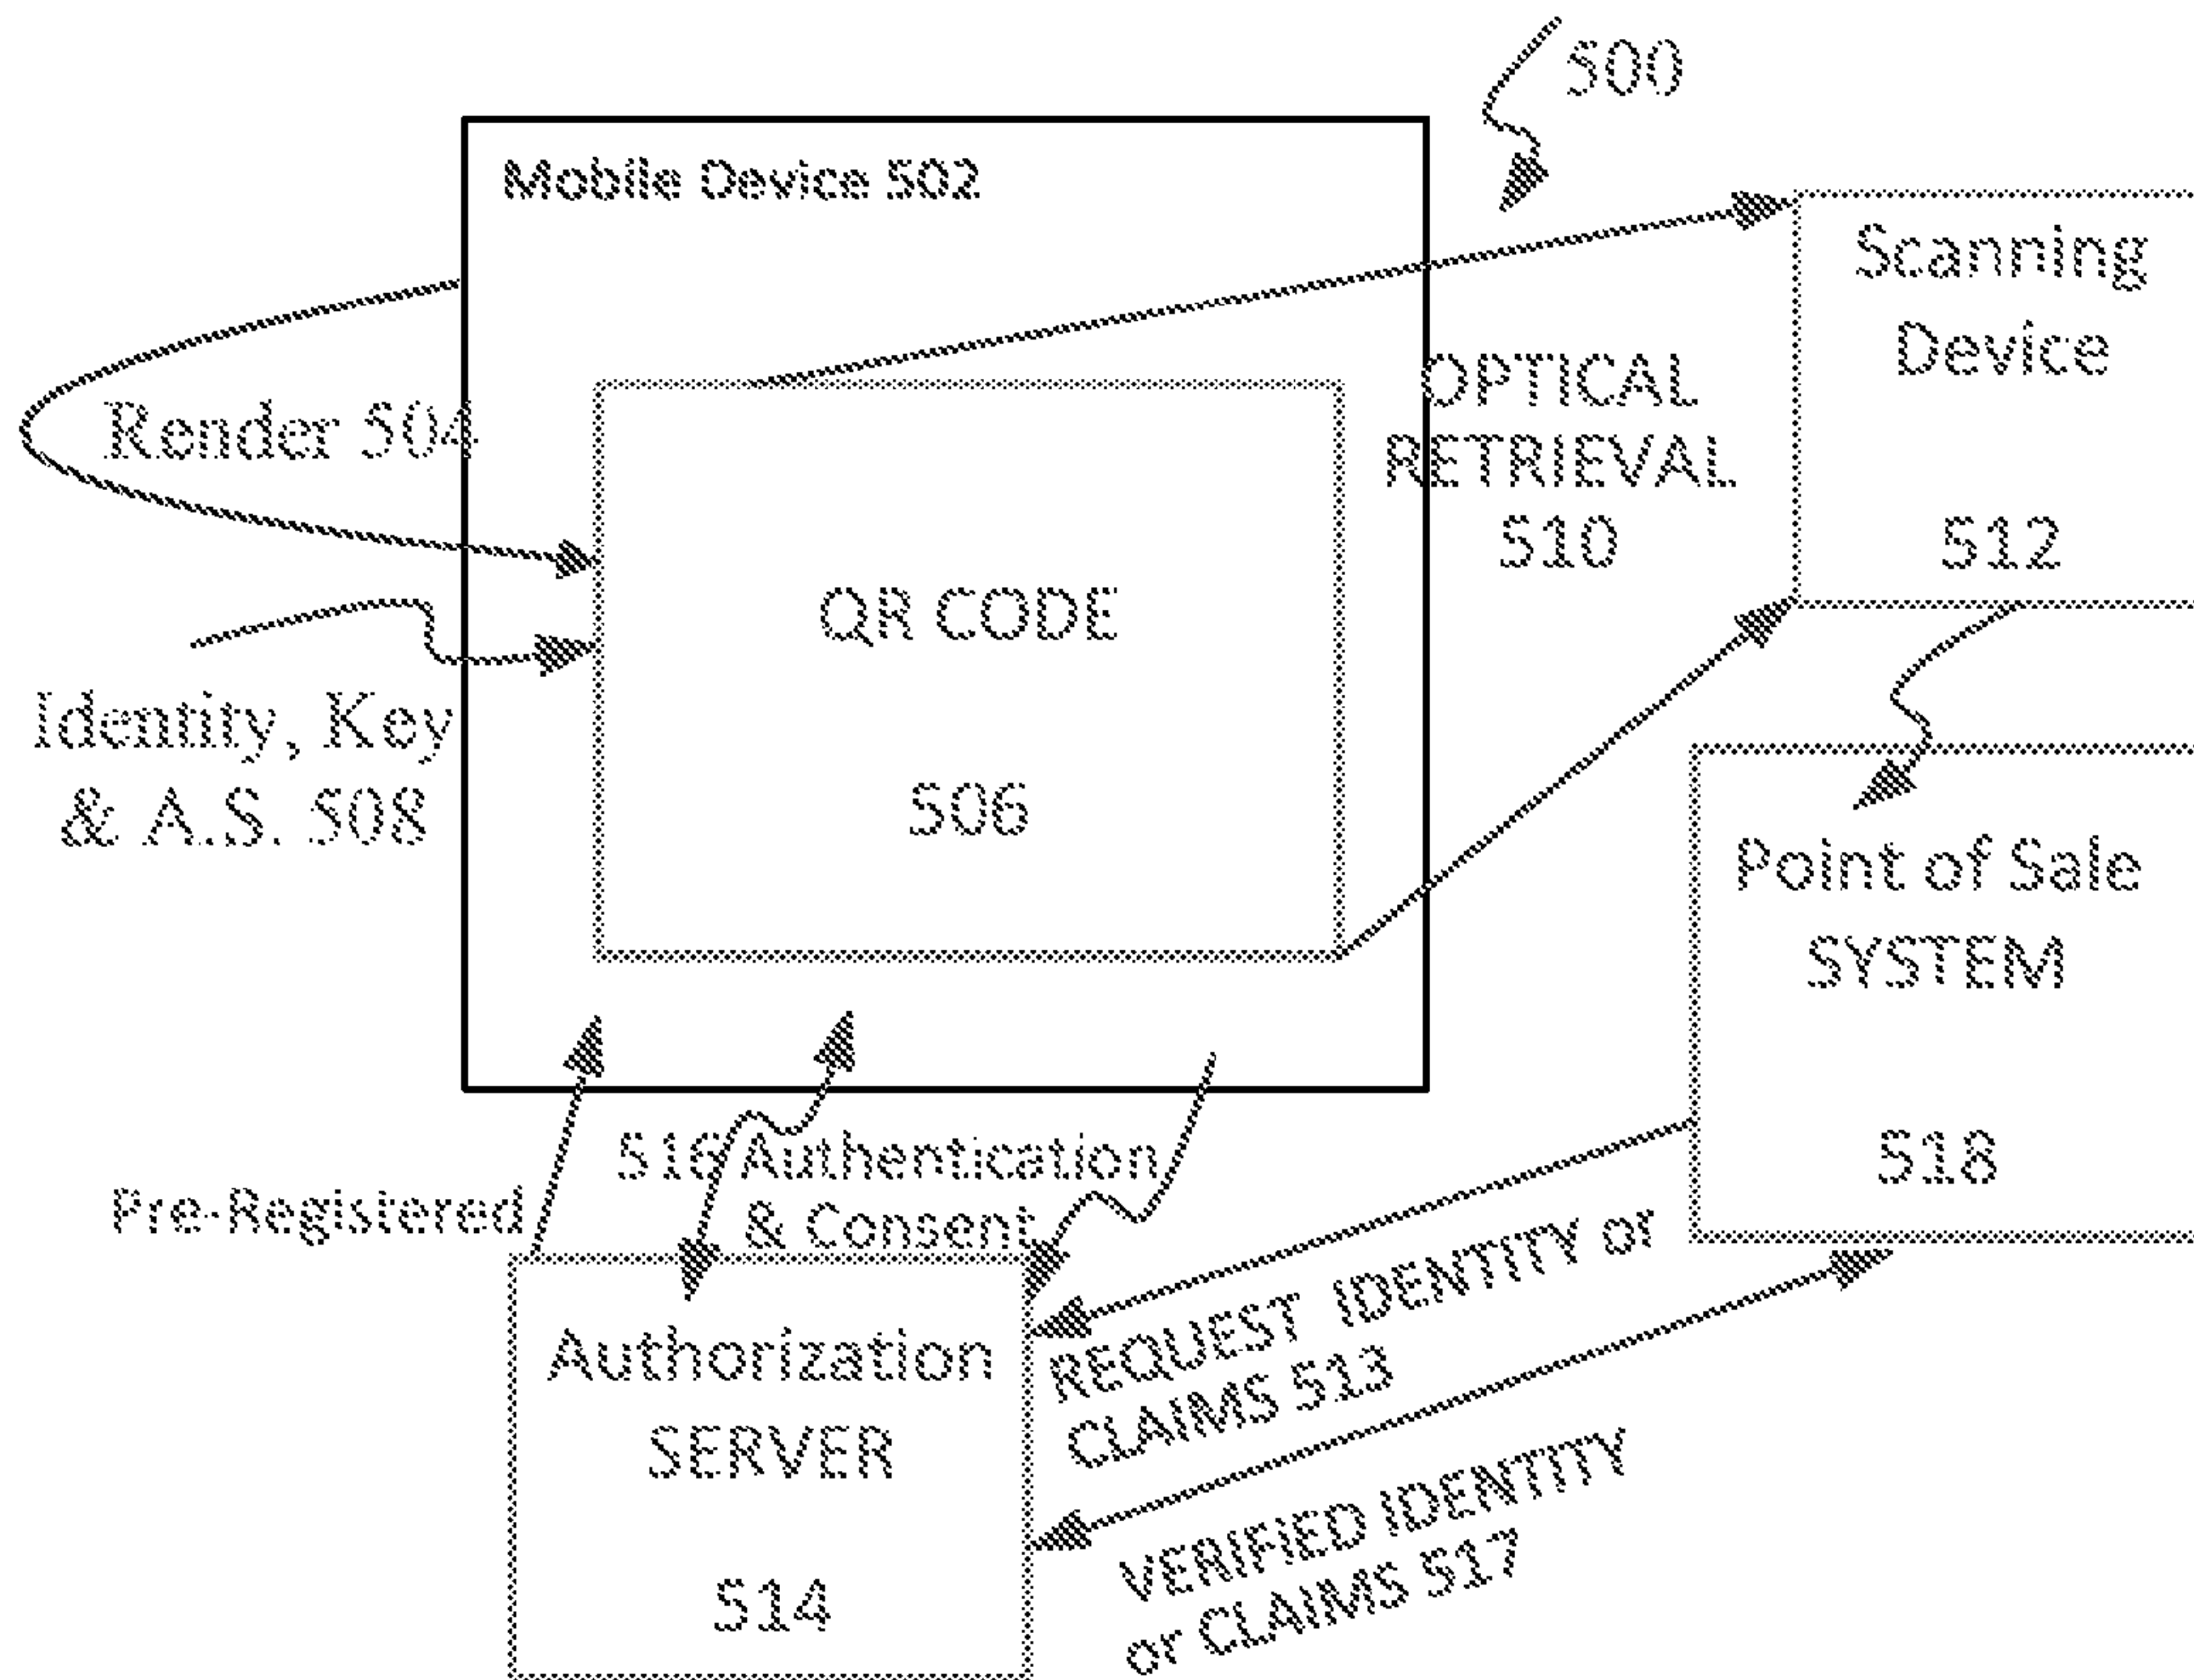 500
Mobile Device 502
Scanning
Device
512
Render 504
OPTICAL
RETRIEVAL
510
QR CODE
506
Identity, Key
& A.S. 508
Point of Sale
SYSTEM
518
Pre-Registered
516 Authentication
& Consent
Authorization
SERVER
514
REQUEST IDENTITY or
CLAIMS 513
VERIFIED IDENTITY
or CLAIMS 517